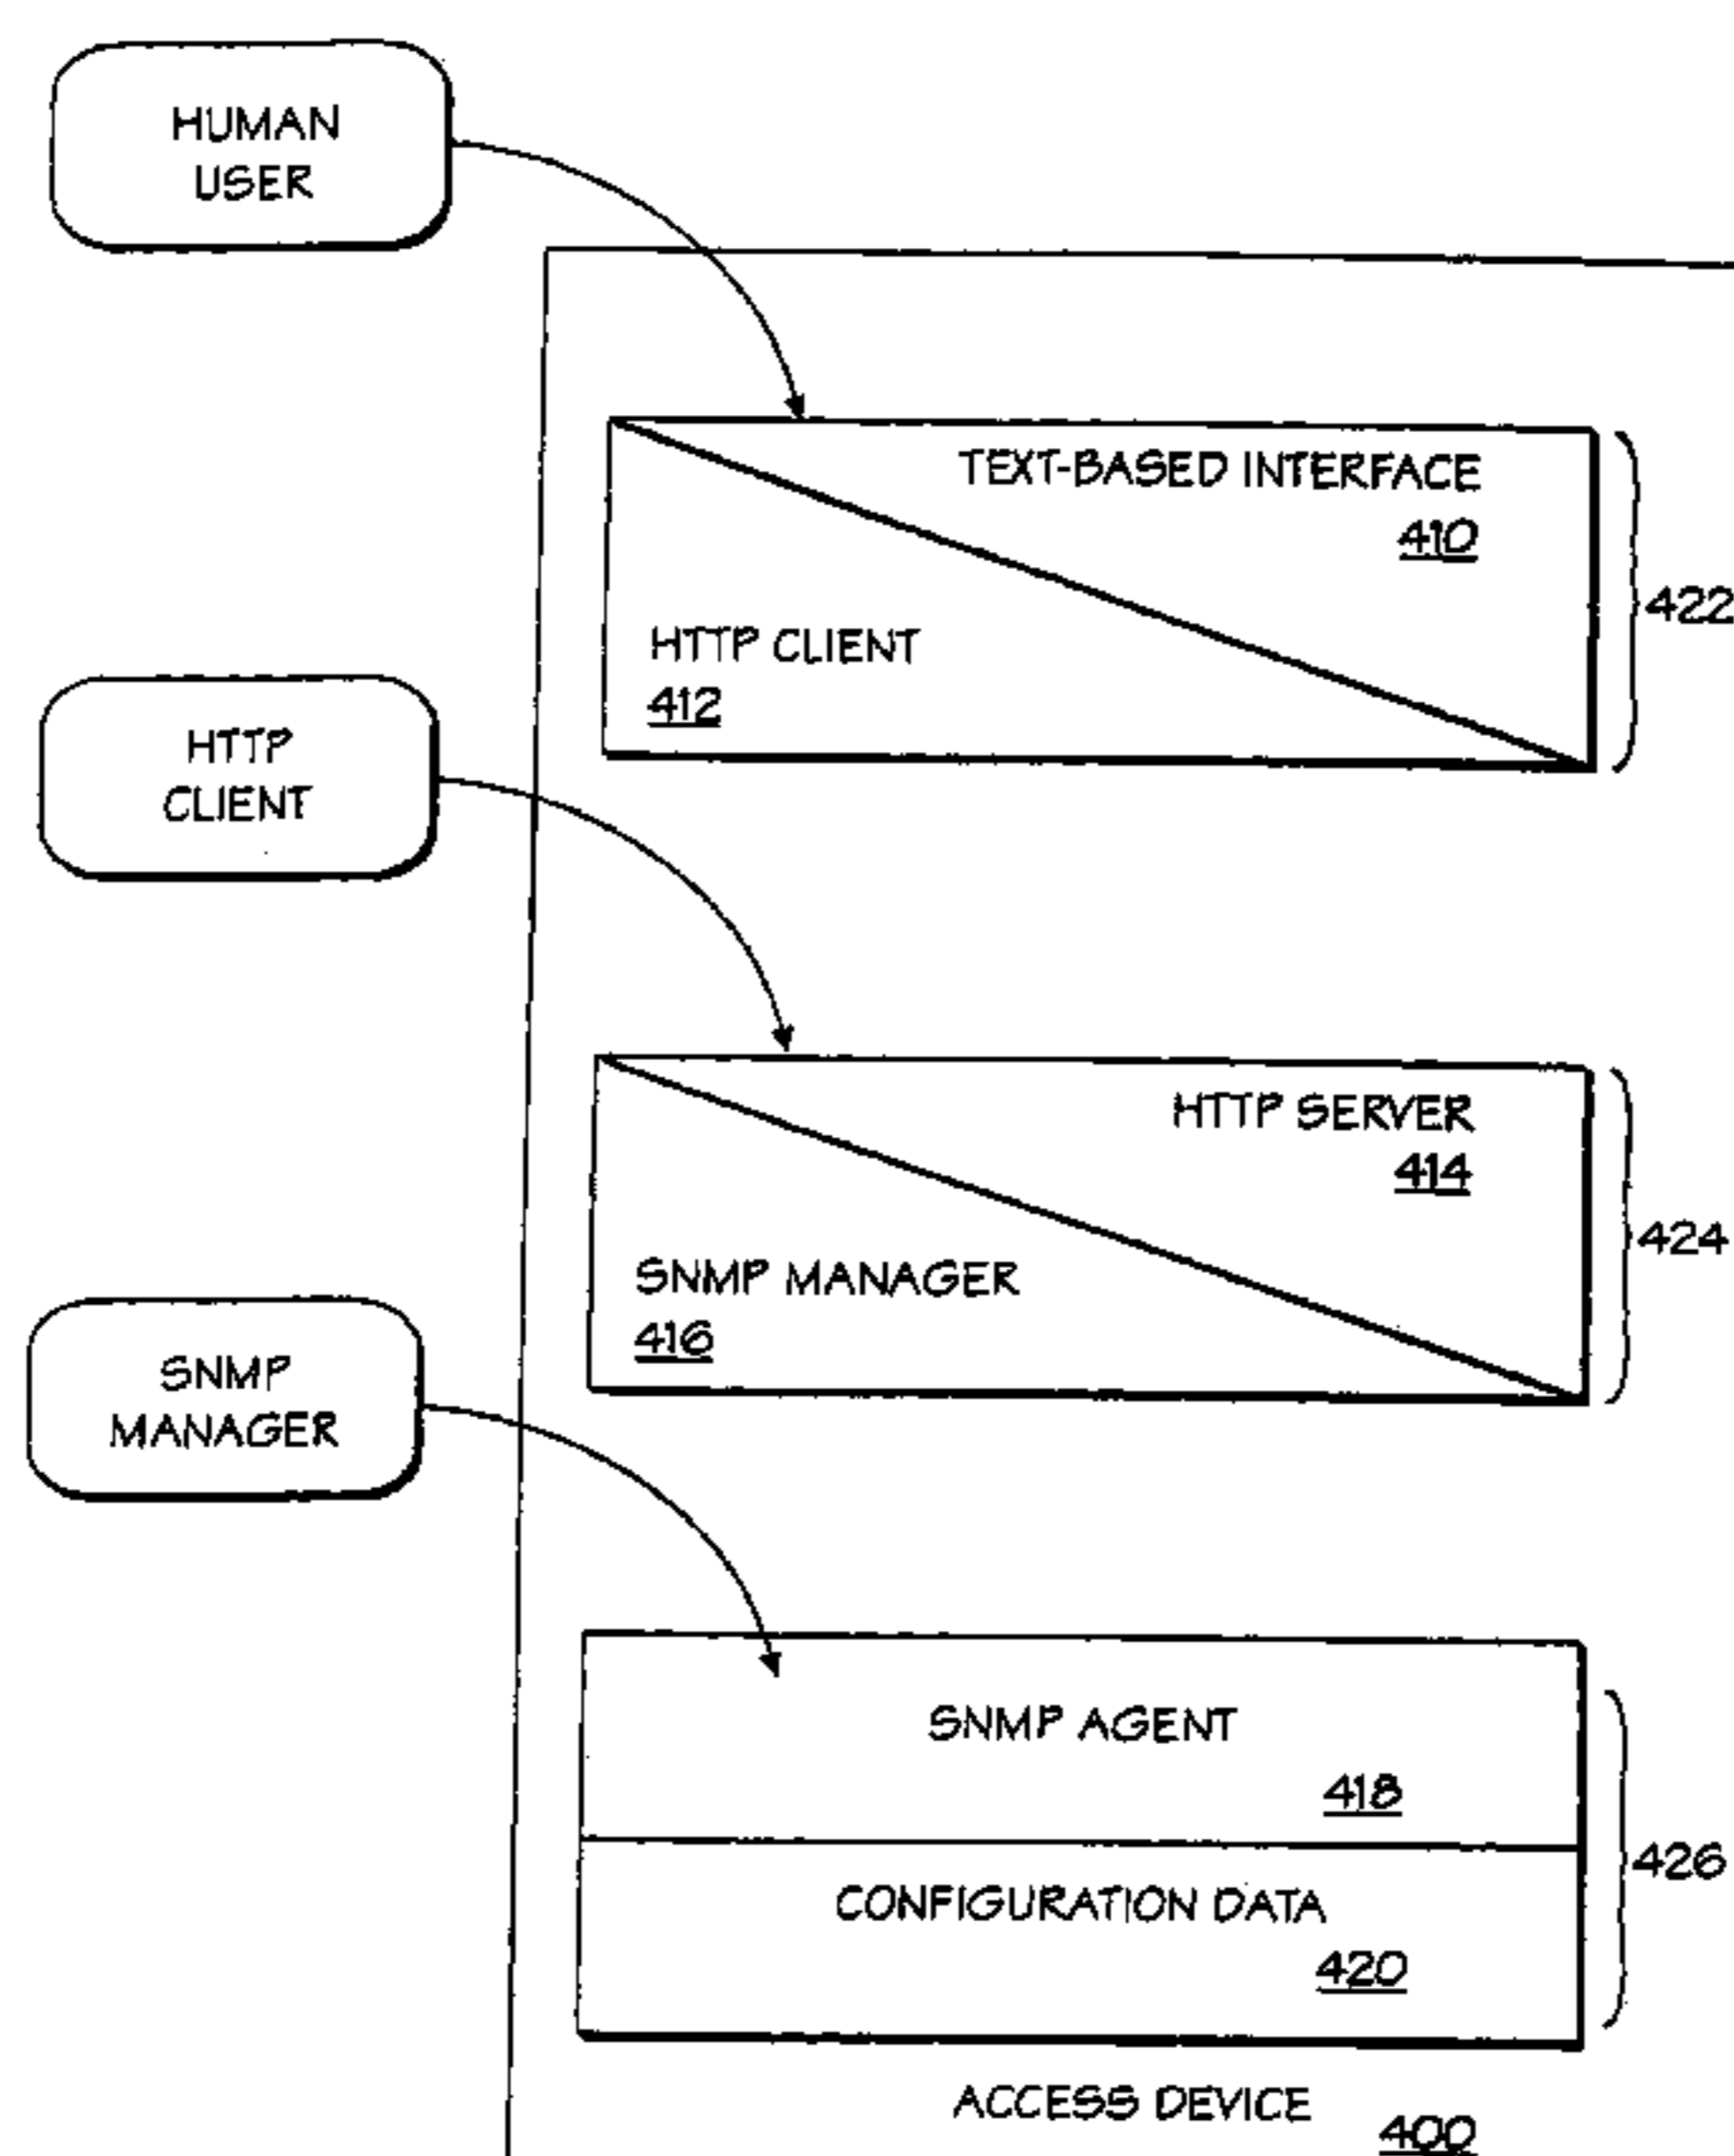 HUMAN
USER
TEXT-BASED INTERFACE
410
422
HTTP CLIENT
412
HTTP
CLIENT
HTTP SERVER
414
424
SNMP MANAGER
416
SNMP
MANAGER
SNMP AGENT
418
426
CONFIGURATION DATA
420
ACCESS DEVICE
400